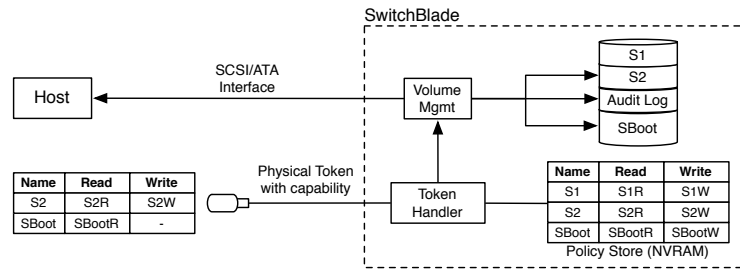 SwitchBlade
S1
S2
Audit Log
SBoot
SCSI/ATA
Interface
Host
Volume
Mgmt
Physical Token
with capability
Token
Handler
Name Read Write
S2 S2R S2W
SBoot SBootR -
Name Read Write
S1 S1R S1W
S2 S2R S2W
SBoot SBootR SBootW
Policy Store (NVRAM)